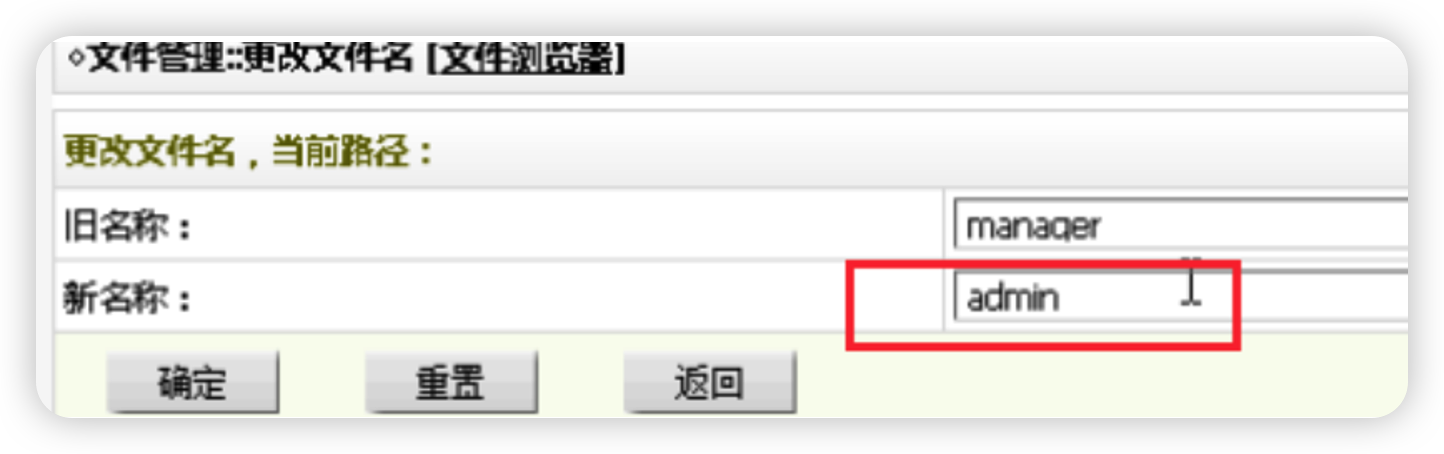 ◇文件管理::更改文件名 [文件浏览器]
更改文件名，当前路径：
旧名称： manager
新名称： admin
确定 重置 返回